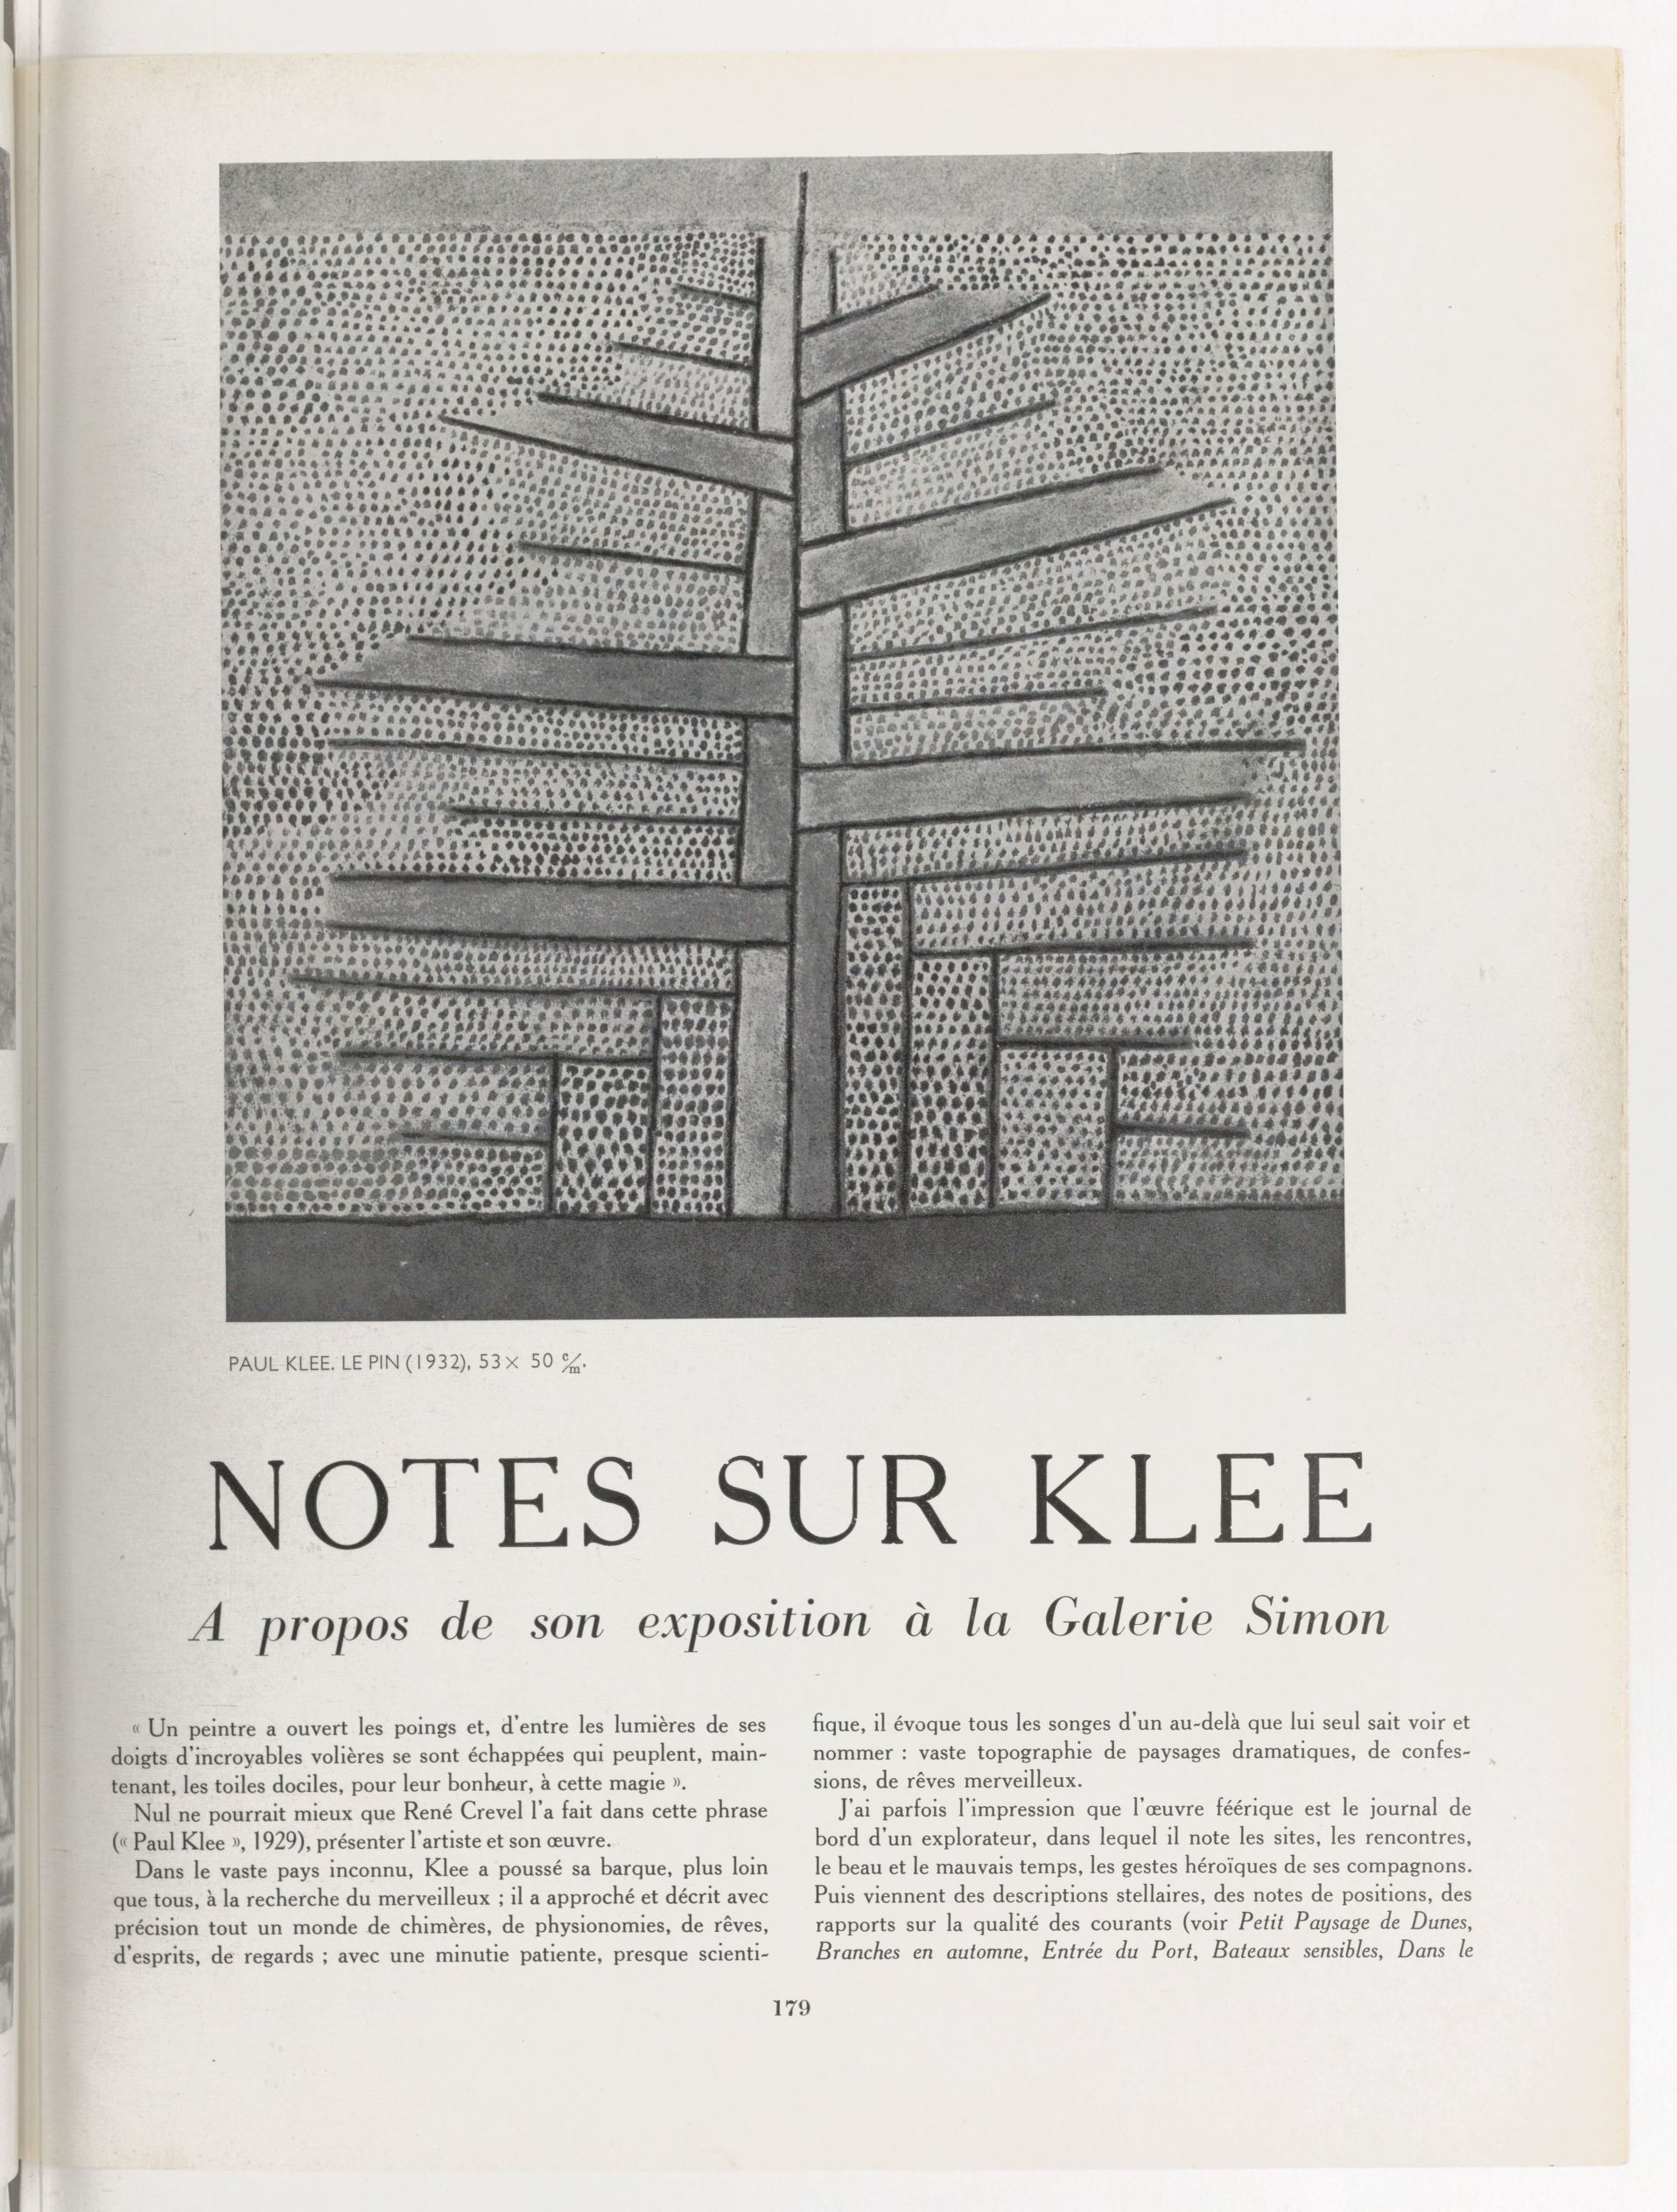 PAUL KLEE. LE PIN (1932), 53 × 50 c/m.
NOTES SUR KLEE
A propos de son exposition à la Galerie Simon
« Un peintre a ouvert les poings et, d'entre les lumières de ses
doigts d'incroyables volières se sont échappées qui peuplent, main-
tenant, les toiles dociles, pour leur bonheur, à cette magie ».
Nul ne pourrait mieux que René Crevel l'a fait dans cette phrase
(« Paul Klee », 1929), présenter l'artiste et son œuvre.
Dans le vaste pays inconnu, Klee a poussé sa barque, plus loin
que tous, à la recherche du merveilleux ; il a approché et décrit avec
précision tout un monde de chimères, de physionomies, de rêves,
d'esprits, de regards ; avec une minutie patiente, presque scienti-
fique, il évoque tous les songes d'un au-delà que lui seul sait voir et
nommer : vaste topographie de paysages dramatiques, de confes-
sions, de rêves merveilleux.
J'ai parfois l'impression que l'œuvre féérique est le journal de
bord d'un explorateur, dans lequel il note les sites, les rencontres,
le beau et le mauvais temps, les gestes héroïques de ses compagnons.
Puis viennent des descriptions stellaires, des notes de positions, des
rapports sur la qualité des courants (voir Petit Paysage de Dunes,
Branches en automne, Entrée du Port, Bateaux sensibles, Dans le
179